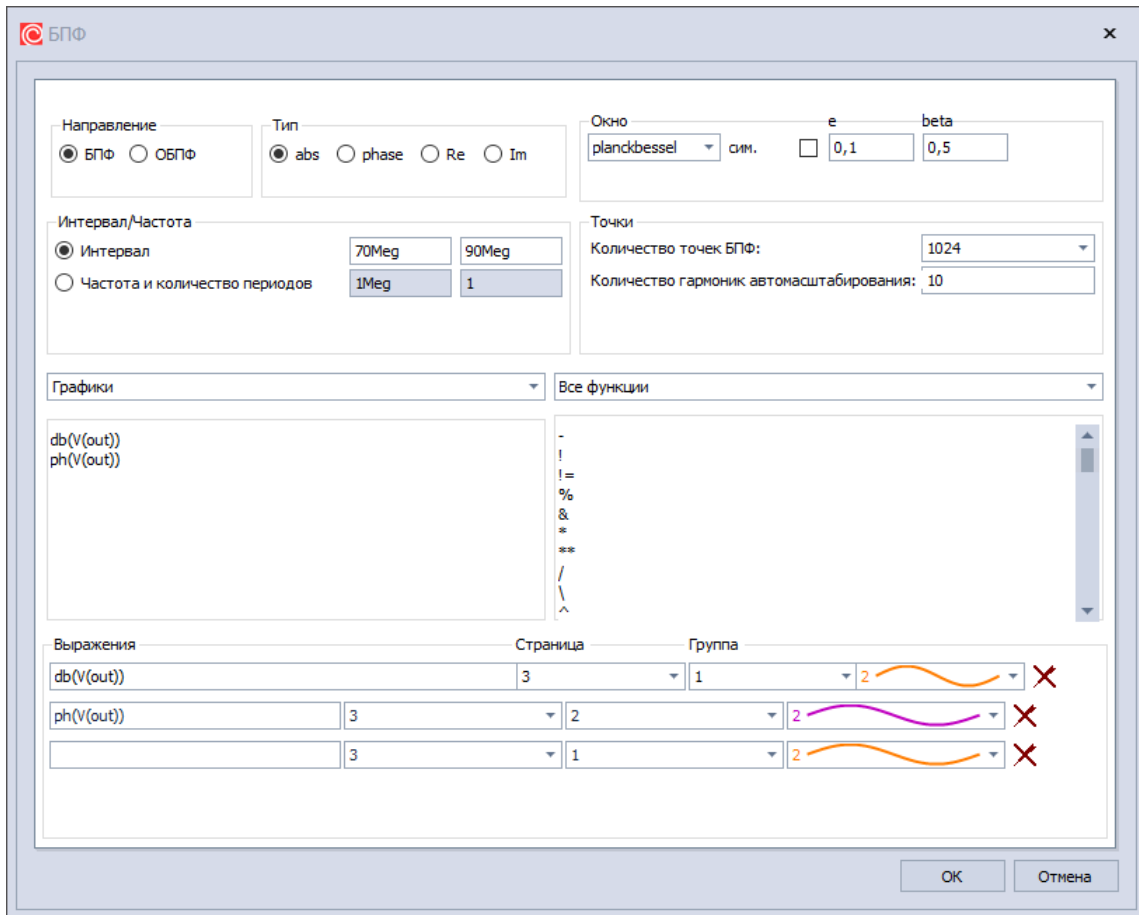 БПФ
Направление
БПФ ОБПФ
Тип
abs phase Re Im
Окно e beta
planckbessel сим. 0,1 0,5
Интервал/Частота
Интервал 70Meg 90Meg
Частота и количество периодов 1Meg 1
Точки
Количество точек БПФ: 1024
Количество гармоник автомасштабирования: 10
Графики
Все функции
db(V(out))
ph(V(out))
-
!
!=
%
&
*
**
/
\
^
Выражения Страница Группа
db(V(out)) 3 1 2
ph(V(out)) 3 2 2
3 1 2
ОК Отмена